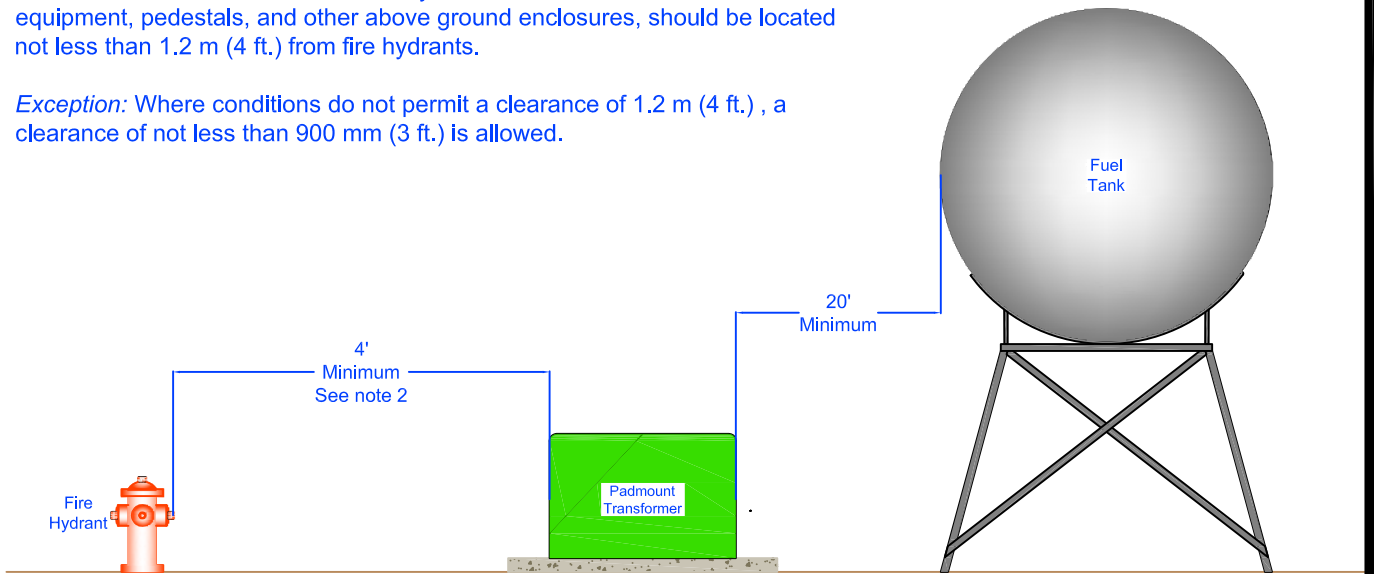 equipment, pedestals, and other above ground enclosures, should be located
not less than 1.2 m (4 ft.) from fire hydrants.
Exception: Where conditions do not permit a clearance of 1.2 m (4 ft.) , a
clearance of not less than 900 mm (3 ft.) is allowed.
Fuel
Tank
20'
Minimum
4'
Minimum
See note 2
Padmount
Transformer
Fire
Hydrant